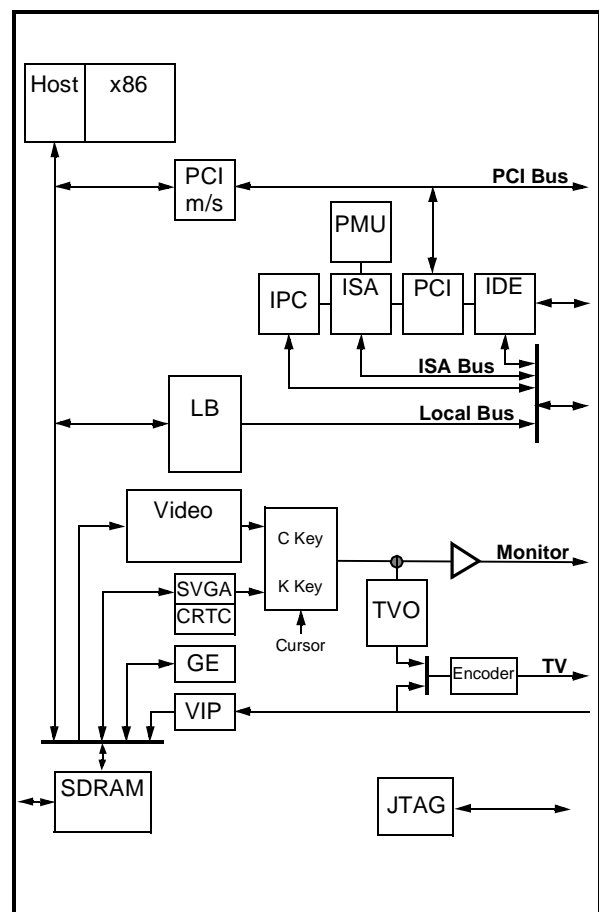 Host
x86
PCI
m/s
PCI Bus
PMU
IPC
ISA
PCI
IDE
ISA Bus
LB
Local Bus
Video
C Key
K Key
SVGA
CRTC
Cursor
Monitor
TVO
GE
Encoder
TV
VIP
SDRAM
JTAG